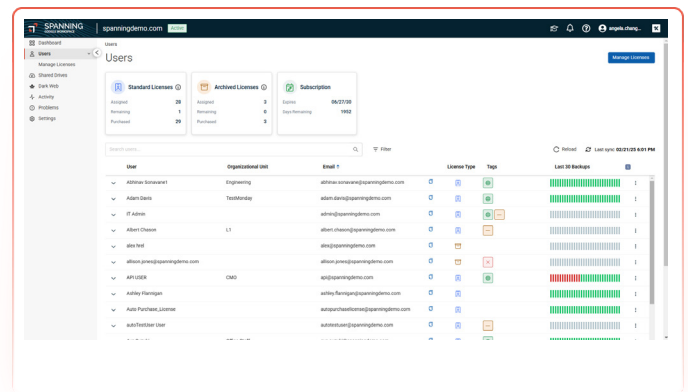 SPANNING
GOOGLE WORKSPACE
spanningdemo.com Active
angela.chang...
Dashboard
Users
Manage Licenses
Shared Drives
Dark Web
Activity
Problems
Settings
Users
Users
Manage Licenses
Standard Licenses
Assigned 28
Remaining 1
Purchased 29
Archived Licenses
Assigned 3
Remaining 0
Purchased 3
Subscription
Expires 06/27/30
Days Remaining 1952
Search users...
Filter
Reload
Last sync: 02/21/25 6:01 PM
User Organizational Unit Email ↑ License Type Tags Last 30 Backups
Abhinav Sonavane1 Engineering abhinav.sonavane@spanningdemo.com
Adam Davis TestMonday adam.davis@spanningdemo.com
IT Admin admin@spanningdemo.com
Albert Chason L1 albert.chason@spanningdemo.com
alex test alex@spanningdemo.com
allison.jones@spanningdemo.com allison.jones@spanningdemo.com
API USER CMO api@spanningdemo.com
Ashley Flannigan ashley.flannigan@spanningdemo.com
Auto Purchase_License autopurchaselicense@spanningdemo.com
autoTestUser User autotestuser@spanningdemo.com